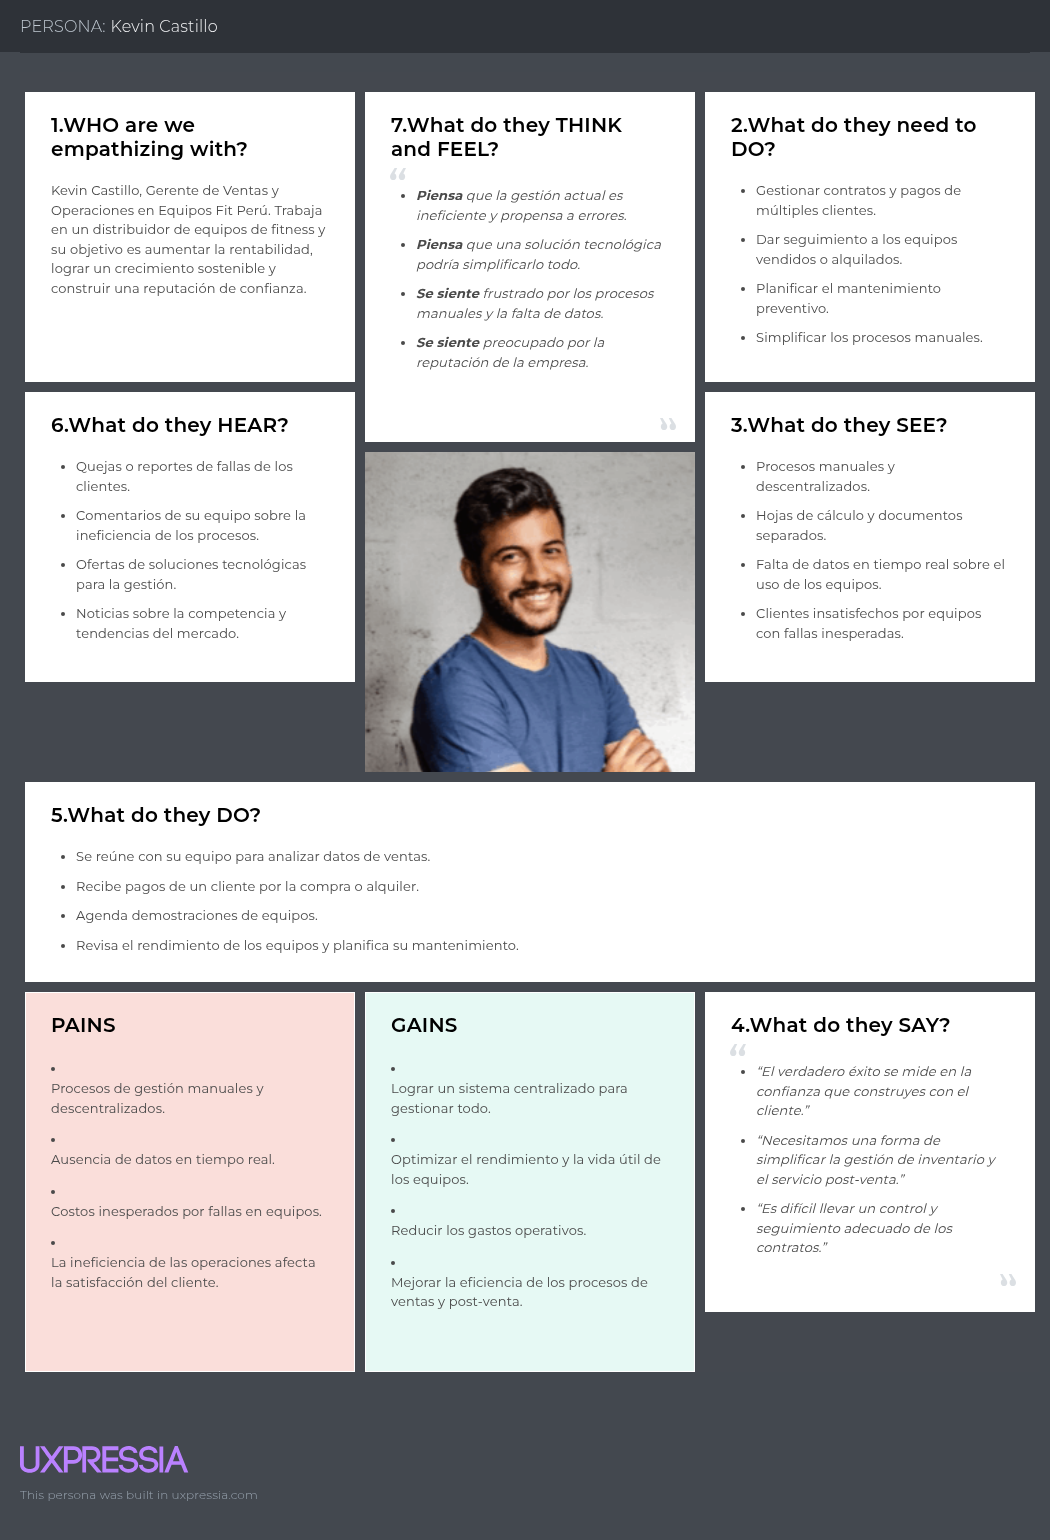 PERSONA: Kevin Castillo
1.WHO are we
empathizing with?
Kevin Castillo, Gerente de Ventas y
Operaciones en Equipos Fit Perú. Trabaja
en un distribuidor de equipos de fitness y
su objetivo es aumentar la rentabilidad,
lograr un crecimiento sostenible y
construir una reputación de confianza.
7.What do they THINK
and FEEL?
“
• Piensa que la gestión actual es
ineficiente y propensa a errores.
• Piensa que una solución tecnológica
podría simplificarlo todo.
• Se siente frustrado por los procesos
manuales y la falta de datos.
• Se siente preocupado por la
reputación de la empresa.
”
2.What do they need to
DO?
• Gestionar contratos y pagos de
múltiples clientes.
• Dar seguimiento a los equipos
vendidos o alquilados.
• Planificar el mantenimiento
preventivo.
• Simplificar los procesos manuales.
6.What do they HEAR?
• Quejas o reportes de fallas de los
clientes.
• Comentarios de su equipo sobre la
ineficiencia de los procesos.
• Ofertas de soluciones tecnológicas
para la gestión.
• Noticias sobre la competencia y
tendencias del mercado.
3.What do they SEE?
• Procesos manuales y
descentralizados.
• Hojas de cálculo y documentos
separados.
• Falta de datos en tiempo real sobre el
uso de los equipos.
• Clientes insatisfechos por equipos
con fallas inesperadas.
5.What do they DO?
• Se reúne con su equipo para analizar datos de ventas.
• Recibe pagos de un cliente por la compra o alquiler.
• Agenda demostraciones de equipos.
• Revisa el rendimiento de los equipos y planifica su mantenimiento.
PAINS
•
Procesos de gestión manuales y
descentralizados.
•
Ausencia de datos en tiempo real.
•
Costos inesperados por fallas en equipos.
•
La ineficiencia de las operaciones afecta
la satisfacción del cliente.
GAINS
•
Lograr un sistema centralizado para
gestionar todo.
•
Optimizar el rendimiento y la vida útil de
los equipos.
•
Reducir los gastos operativos.
•
Mejorar la eficiencia de los procesos de
ventas y post-venta.
4.What do they SAY?
“
• “El verdadero éxito se mide en la
confianza que construyes con el
cliente.”
• “Necesitamos una forma de
simplificar la gestión de inventario y
el servicio post-venta.”
• “Es difícil llevar un control y
seguimiento adecuado de los
contratos.”
”
UXPRESSIA
This persona was built in uxpressia.com